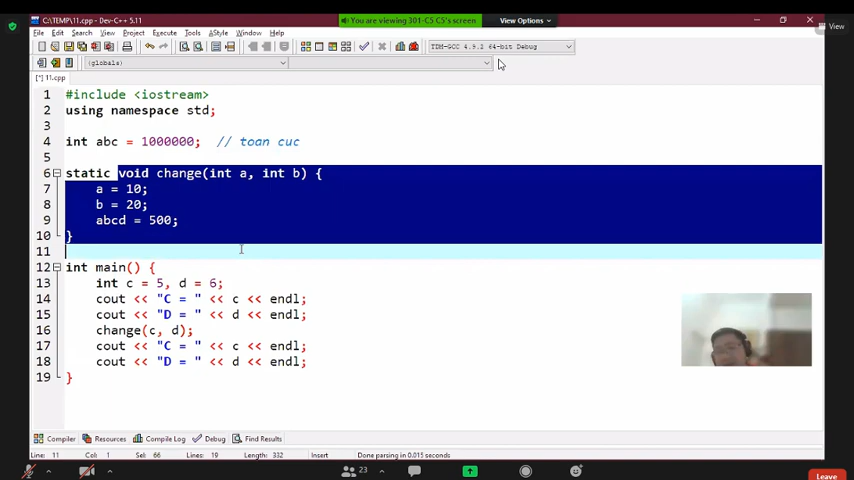 C:\TEMP\11.cpp - Dev-C++ 5.11
You are viewing 301-C5 C5's screen
View Options
View
File Edit Search View Project Execute Tools AStyle Window Help
TDM-GCC 4.9.2 64-bit Debug
(globals)
[*] 11.cpp
1 #include <iostream>
2 using namespace std;
3
4 int abc = 1000000; // toan cuc
5
6 static void change(int a, int b) {
7 a = 10;
8 b = 20;
9 abcd = 500;
10 }
11
12 int main() {
13 int c = 5, d = 6;
14 cout << "C = " << c << endl;
15 cout << "D = " << d << endl;
16 change(c, d);
17 cout << "C = " << c << endl;
18 cout << "D = " << d << endl;
19 }
Compiler Resources Compile Log Debug Find Results
Line: 11 Col: 1 Sel: 66 Lines: 19 Length: 332 Insert Done parsing in 0.015 seconds
23
Leave